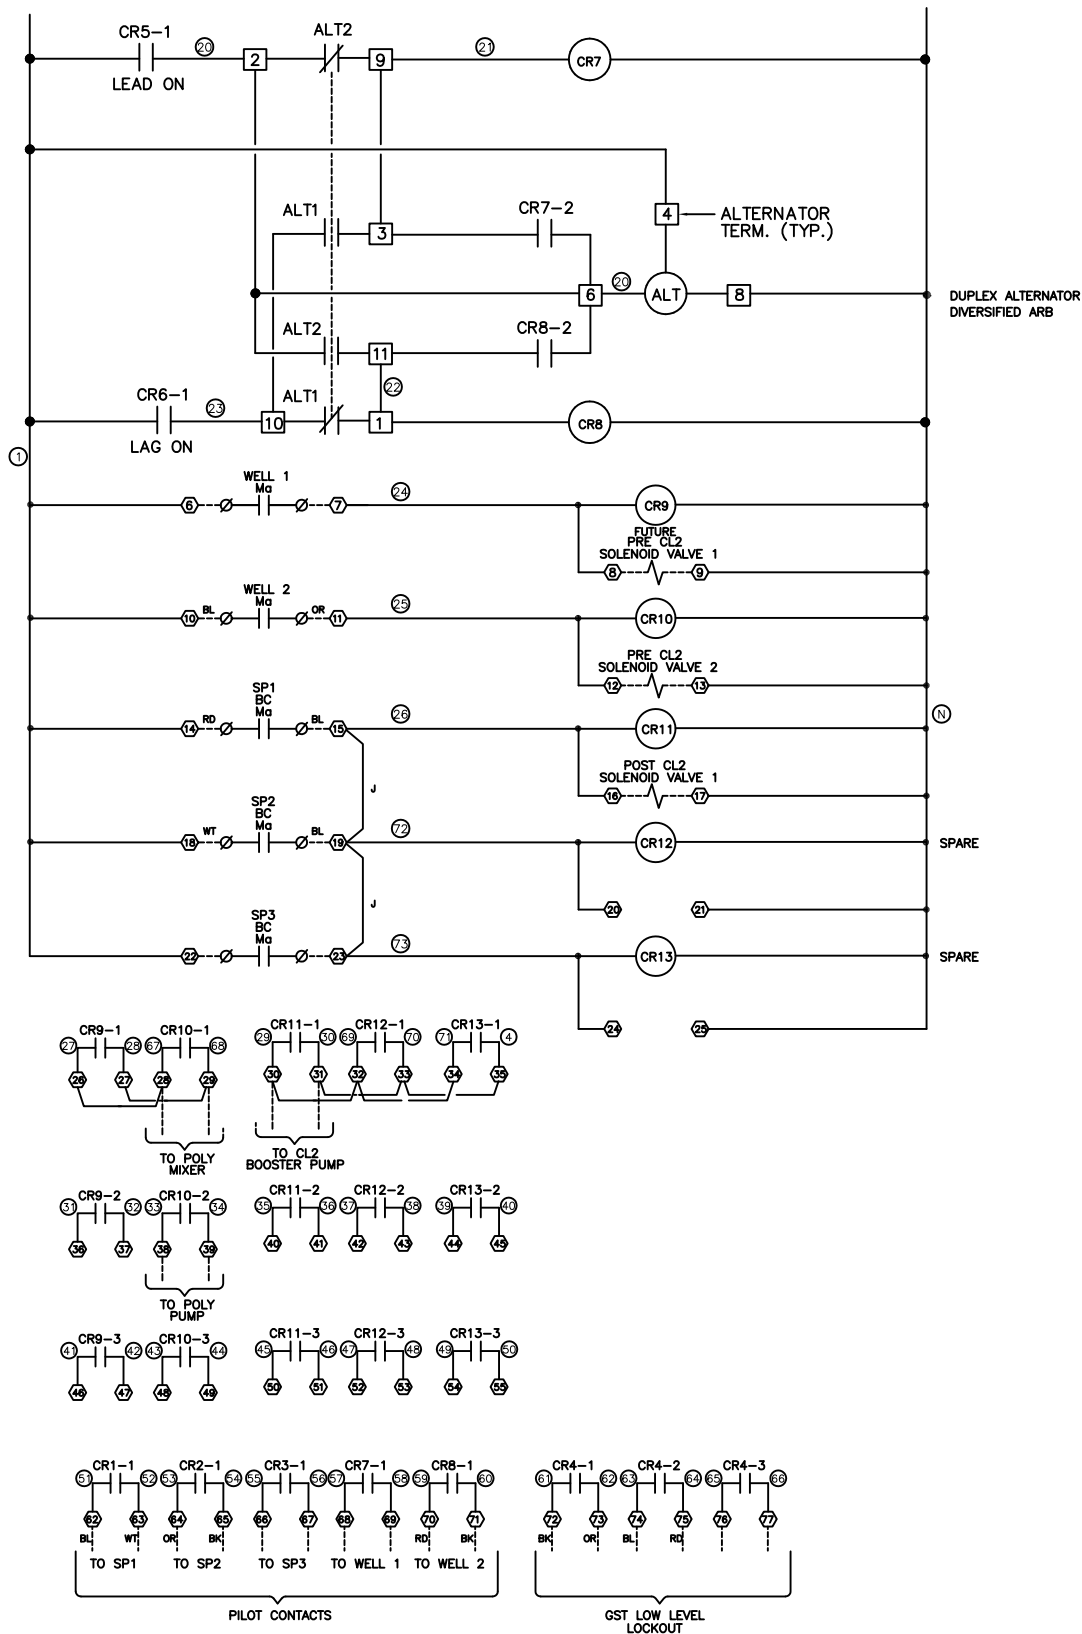 CR5-1
20
LEAD ON
2
ALT2
9
21
CR7
ALT1
3
CR7-2
4
ALTERNATOR
TERM. (TYP.)
6
20
ALT
8
DUPLEX ALTERNATOR
DIVERSIFIED ARB
ALT2
11
CR8-2
22
CR6-1
23
LAG ON
10
ALT1
1
CR8
1
WELL 1
Ma
6
7
24
CR9
FUTURE
PRE CL2
SOLENOID VALVE 1
8
9
WELL 2
Ma
10
BL
OR
11
25
CR10
PRE CL2
SOLENOID VALVE 2
12
13
SP1
BC
Ma
14
RD
BL
15
26
CR11
N
POST CL2
SOLENOID VALVE 1
16
17
J
SP2
BC
Ma
18
WT
BL
19
72
CR12
SPARE
20
21
J
SP3
BC
Ma
22
23
73
CR13
SPARE
24
25
CR9-1 CR10-1 CR11-1 CR12-1 CR13-1
27 28 67 68 29 30 69 70 71 4
26 27 28 29 30 31 32 33 34 35
TO POLY
MIXER
TO CL2
BOOSTER PUMP
CR9-2 CR10-2 CR11-2 CR12-2 CR13-2
31 32 33 34 35 36 37 38 39 40
36 37 38 39 40 41 42 43 44 45
TO POLY
PUMP
CR9-3 CR10-3 CR11-3 CR12-3 CR13-3
41 42 43 44 45 46 47 48 49 50
46 47 48 49 50 51 52 53 54 55
CR1-1 CR2-1 CR3-1 CR7-1 CR8-1 CR4-1 CR4-2 CR4-3
51 52 53 54 55 56 57 58 59 60 61 62 63 64 65 66
62 63 64 65 66 67 68 69 70 71 72 73 74 75 76 77
BL WT OR BK RD BK BK OR BL RD
TO SP1 TO SP2 TO SP3 TO WELL 1 TO WELL 2
PILOT CONTACTS
GST LOW LEVEL
LOCKOUT